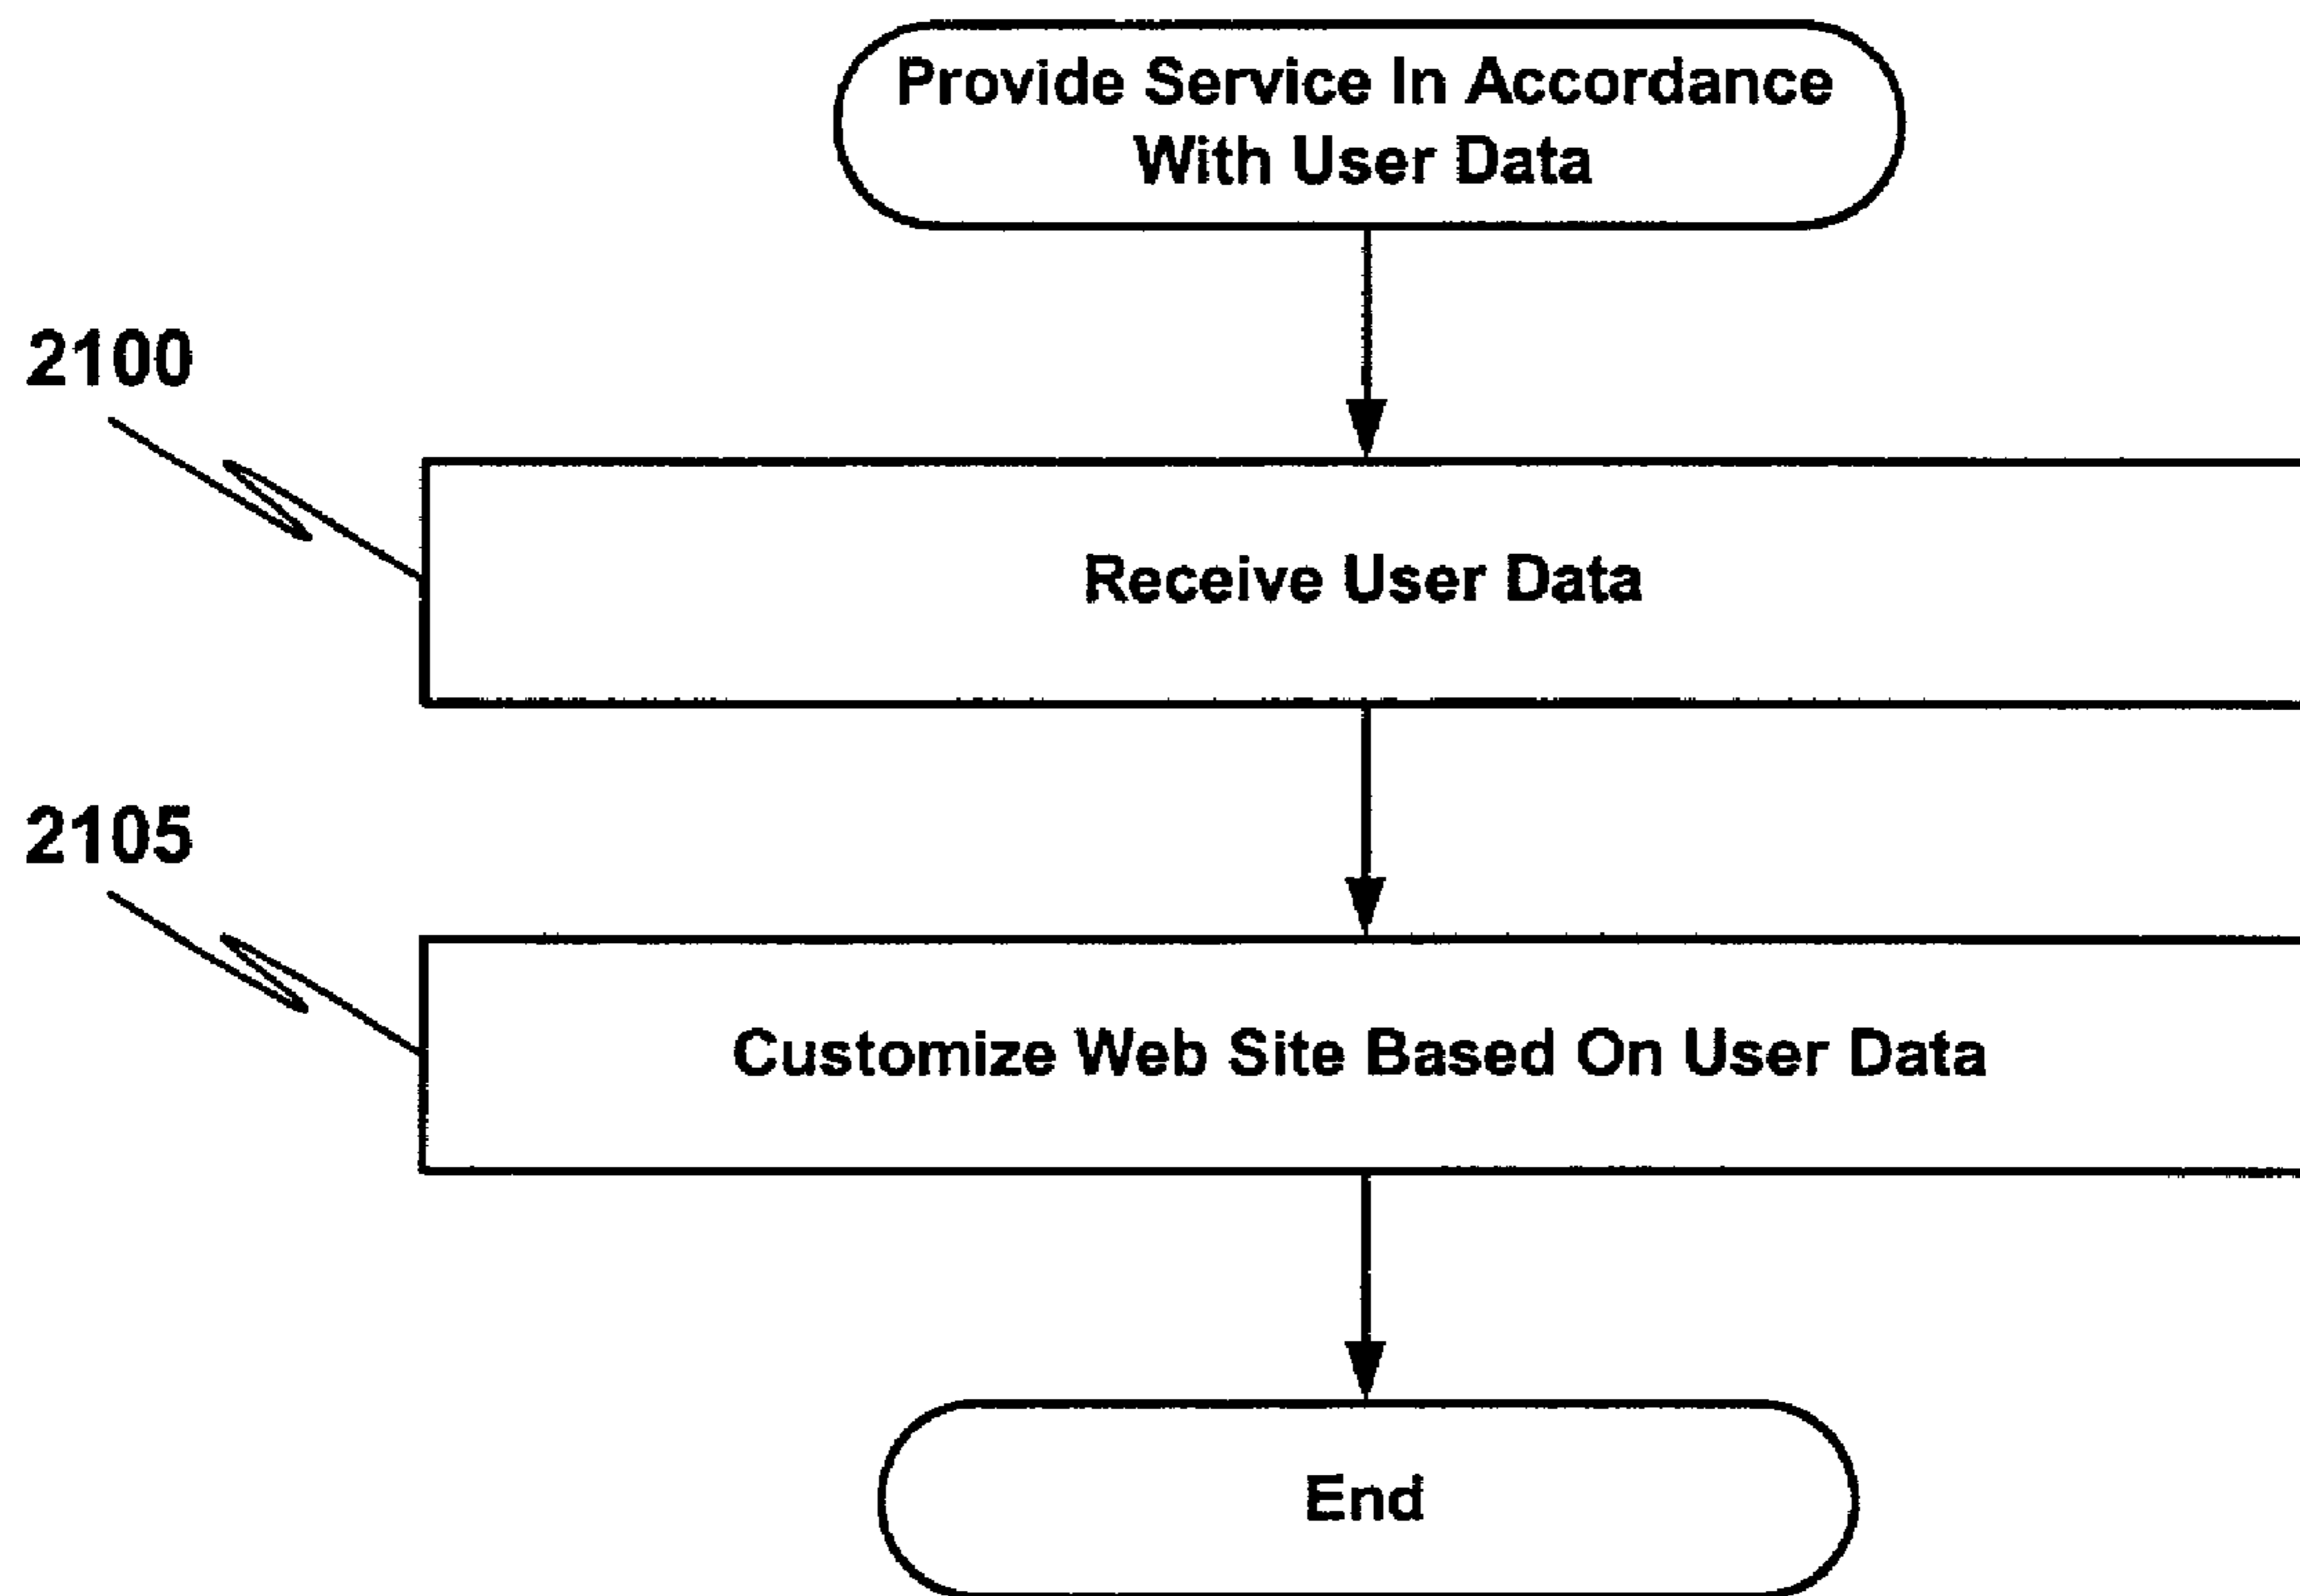 Provide Service In Accordance
With User Data
2100
Receive User Data
2105
Customize Web Site Based On User Data
End